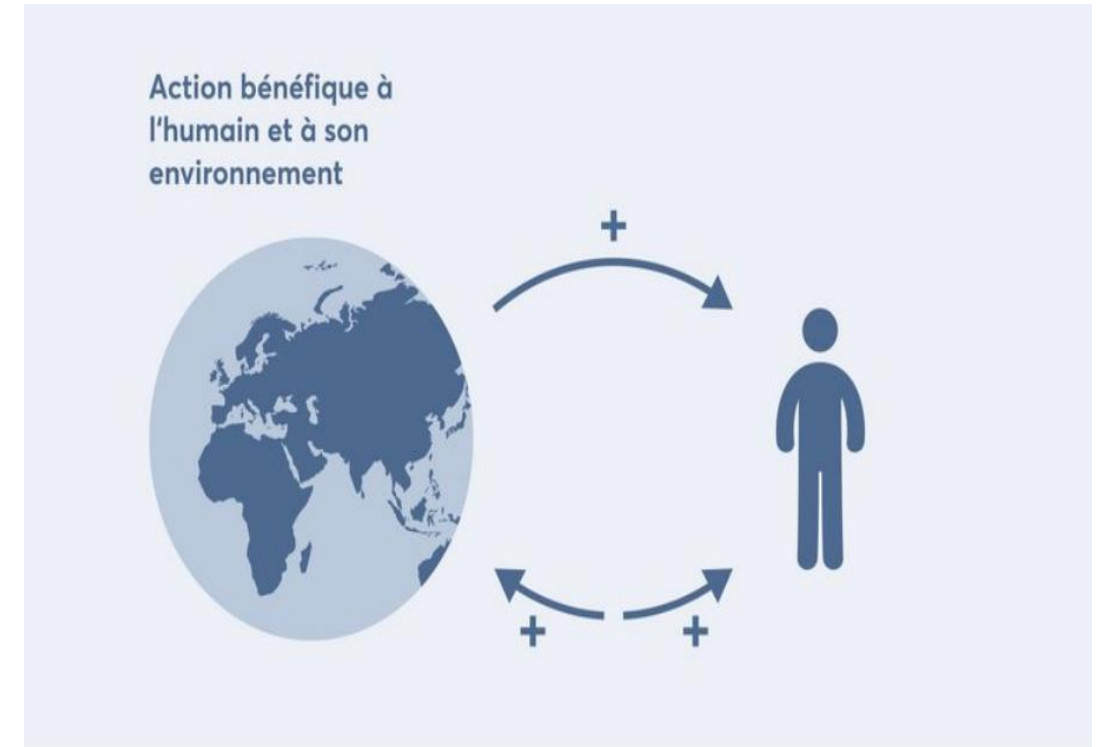 Action bénéfique à
l'humain et à son
environnement
+
+ +